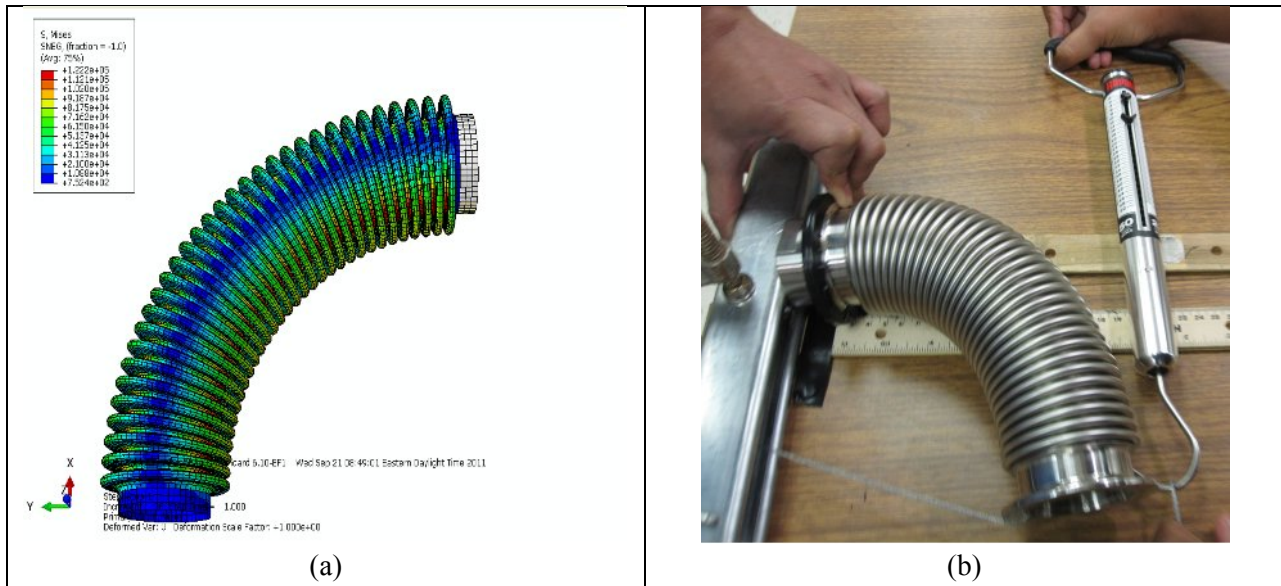 S, Mises
SNEG, (fraction = -1.0)
(Avg: 75%)
+1.222e+05
+1.121e+05
+1.020e+05
+9.187e+04
+8.175e+04
+7.162e+04
+6.150e+04
+5.137e+04
+4.125e+04
+3.113e+04
+2.100e+04
+1.088e+04
+7.524e+02
X
Y
Z
Wed Sep 21 08:49:01 Eastern Daylight Time 2011
1.000
Deformed Var: U Deformation Scale Factor: +1.000e+00
(a)
(b)